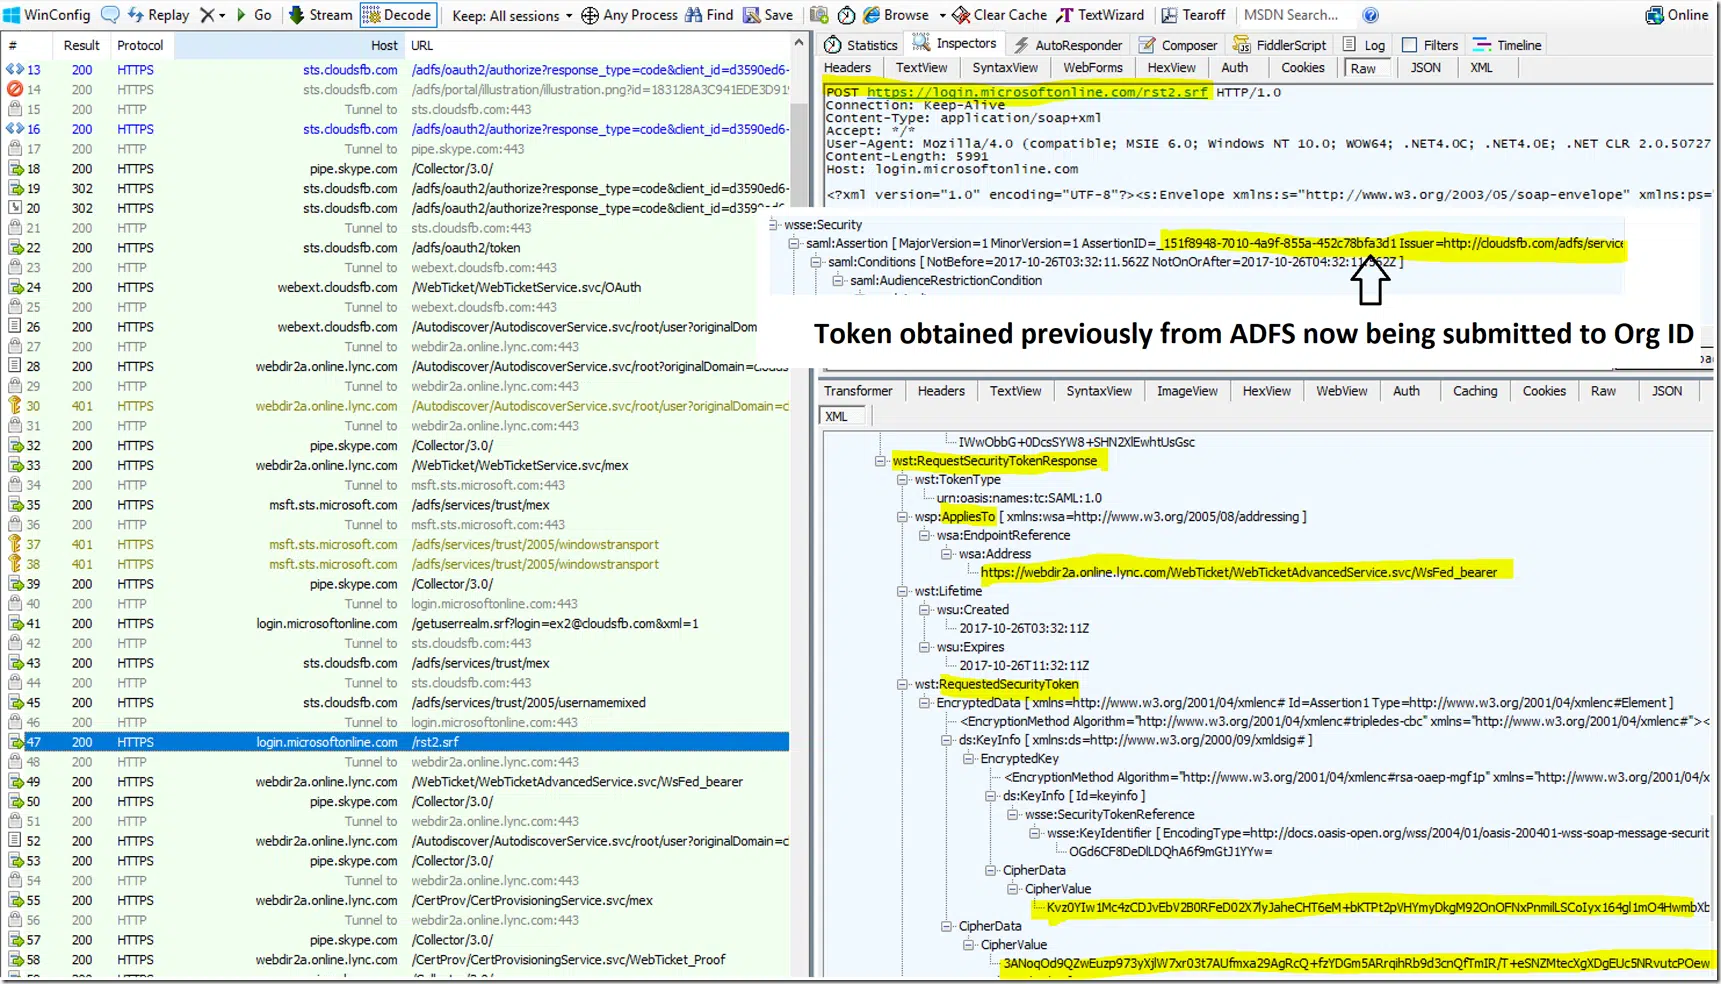 WinConfig Replay Go Stream Decode Keep: All sessions Any Process Find Save Browse Clear Cache TextWizard Tearoff MSDN Search... Online
# Result Protocol Host URL
13 200 HTTPS sts.cloudsfb.com /adfs/oauth2/authorize?response_type=code&client_id=d3590ed6-
14 200 HTTPS sts.cloudsfb.com /adfs/portal/illustration/illustration.png?id=183128A3C941EDE3D91
15 200 HTTP Tunnel to sts.cloudsfb.com:443
16 200 HTTPS sts.cloudsfb.com /adfs/oauth2/authorize?response_type=code&client_id=d3590ed6-
17 200 HTTP Tunnel to pipe.skype.com:443
18 200 HTTPS pipe.skype.com /Collector/3.0/
19 302 HTTPS sts.cloudsfb.com /adfs/oauth2/authorize?response_type=code&client_id=d3590ed6-
20 302 HTTPS sts.cloudsfb.com /adfs/oauth2/authorize?response_type=code&client_id=d3590ed6-
21 200 HTTP Tunnel to sts.cloudsfb.com:443
22 200 HTTPS sts.cloudsfb.com /adfs/oauth2/token
23 200 HTTP Tunnel to webext.cloudsfb.com:443
24 200 HTTPS webext.cloudsfb.com /WebTicket/WebTicketService.svc/OAuth
25 200 HTTP Tunnel to webext.cloudsfb.com:443
26 200 HTTPS webext.cloudsfb.com /Autodiscover/AutodiscoverService.svc/root/user?originalDom
27 200 HTTP Tunnel to webdir2a.online.lync.com:443
28 200 HTTPS webdir2a.online.lync.com /Autodiscover/AutodiscoverService.svc/root?originalDomain=clouds
29 200 HTTP Tunnel to webdir2a.online.lync.com:443
30 401 HTTPS webdir2a.online.lync.com /Autodiscover/AutodiscoverService.svc/root/user?originalDomain=c
31 200 HTTP Tunnel to webdir2a.online.lync.com:443
32 200 HTTPS pipe.skype.com /Collector/3.0/
33 200 HTTPS webdir2a.online.lync.com /WebTicket/WebTicketService.svc/mex
34 200 HTTP Tunnel to msft.sts.microsoft.com:443
35 200 HTTPS msft.sts.microsoft.com /adfs/services/trust/mex
36 200 HTTP Tunnel to msft.sts.microsoft.com:443
37 401 HTTPS msft.sts.microsoft.com /adfs/services/trust/2005/windowstransport
38 401 HTTPS msft.sts.microsoft.com /adfs/services/trust/2005/windowstransport
39 200 HTTPS pipe.skype.com /Collector/3.0/
40 200 HTTP Tunnel to login.microsoftonline.com:443
41 200 HTTPS login.microsoftonline.com /getuserrealm.srf?login=ex2@cloudsfb.com&xml=1
42 200 HTTP Tunnel to sts.cloudsfb.com:443
43 200 HTTPS sts.cloudsfb.com /adfs/services/trust/mex
44 200 HTTP Tunnel to sts.cloudsfb.com:443
45 200 HTTPS sts.cloudsfb.com /adfs/services/trust/2005/usernamemixed
46 200 HTTP Tunnel to login.microsoftonline.com:443
47 200 HTTPS login.microsoftonline.com /rst2.srf
48 200 HTTP Tunnel to webdir2a.online.lync.com:443
49 200 HTTPS webdir2a.online.lync.com /WebTicket/WebTicketAdvancedService.svc/WsFed_bearer
50 200 HTTPS pipe.skype.com /Collector/3.0/
51 200 HTTP Tunnel to webdir2a.online.lync.com:443
52 200 HTTPS webdir2a.online.lync.com /Autodiscover/AutodiscoverService.svc/root/user?originalDomain=c
53 200 HTTPS pipe.skype.com /Collector/3.0/
54 200 HTTP Tunnel to webdir2a.online.lync.com:443
55 200 HTTPS webdir2a.online.lync.com /CertProv/CertProvisioningService.svc/mex
56 200 HTTP Tunnel to webdir2a.online.lync.com:443
57 200 HTTPS pipe.skype.com /Collector/3.0/
58 200 HTTPS webdir2a.online.lync.com /CertProv/CertProvisioningService.svc/WebTicket_Proof
Statistics Inspectors AutoResponder Composer FiddlerScript Log Filters Timeline
Headers TextView SyntaxView WebForms HexView Auth Cookies Raw JSON XML
POST https://login.microsoftonline.com/rst2.srf HTTP/1.0
Connection: Keep-Alive
Content-Type: application/soap+xml
Accept: */*
User-Agent: Mozilla/4.0 (compatible; MSIE 6.0; Windows NT 10.0; WOW64; .NET4.0C; .NET4.0E; .NET CLR 2.0.50727
Content-Length: 5991
Host: login.microsoftonline.com
<?xml version="1.0" encoding="UTF-8"?><s:Envelope xmlns:s="http://www.w3.org/2003/05/soap-envelope" xmlns:ps=
wsse:Security
saml:Assertion [ MajorVersion=1 MinorVersion=1 AssertionID=_151f8948-7010-4a9f-855a-452c78bfa3d1 Issuer=http://cloudsfb.com/adfs/service
saml:Conditions [ NotBefore=2017-10-26T03:32:11.562Z NotOnOrAfter=2017-10-26T04:32:11.562Z ]
saml:AudienceRestrictionCondition
Token obtained previously from ADFS now being submitted to Org ID
Transformer Headers TextView SyntaxView ImageView HexView WebView Auth Caching Cookies Raw JSON
XML
IWwObbG+0DcsSYW8+SHN2XlEwhtUsGsc
wst:RequestSecurityTokenResponse
wst:TokenType
urn:oasis:names:tc:SAML:1.0
wsp:AppliesTo [ xmlns:wsa=http://www.w3.org/2005/08/addressing ]
wsa:EndpointReference
wsa:Address
https://webdir2a.online.lync.com/WebTicket/WebTicketAdvancedService.svc/WsFed_bearer
wst:Lifetime
wsu:Created
2017-10-26T03:32:11Z
wsu:Expires
2017-10-26T11:32:11Z
wst:RequestedSecurityToken
EncryptedData [ xmlns=http://www.w3.org/2001/04/xmlenc# Id=Assertion1 Type=http://www.w3.org/2001/04/xmlenc#Element ]
<EncryptionMethod Algorithm="http://www.w3.org/2001/04/xmlenc#tripledes-cbc" xmlns="http://www.w3.org/2001/04/xmlenc#"><
ds:KeyInfo [ xmlns:ds=http://www.w3.org/2000/09/xmldsig# ]
EncryptedKey
<EncryptionMethod Algorithm="http://www.w3.org/2001/04/xmlenc#rsa-oaep-mgf1p" xmlns="http://www.w3.org/2001/04/x
ds:KeyInfo [ Id=keyinfo ]
wsse:SecurityTokenReference
wsse:KeyIdentifier [ EncodingType=http://docs.oasis-open.org/wss/2004/01/oasis-200401-wss-soap-message-securit
OGd6CF8DeDlLDQhA6f9mGtJ1YYw=
CipherData
CipherValue
Kvz0YIw1Mc4zCDJvEbV2B0RFeD02X7lyJaheCHT6eM+bKTPt2pVHYmyDkgM92OnOFNxPnmilLSCoIyx164gl1mO4HwmbXb
CipherData
CipherValue
3ANoqOd9QZwEuzp973yXjlW7xr03t7AUfmxa29AgRcQ+fzYDGm5ARrqihRb9d3cnQfTmIR/T+eSNZMtecXgXDgEUc5NRvutcPOew